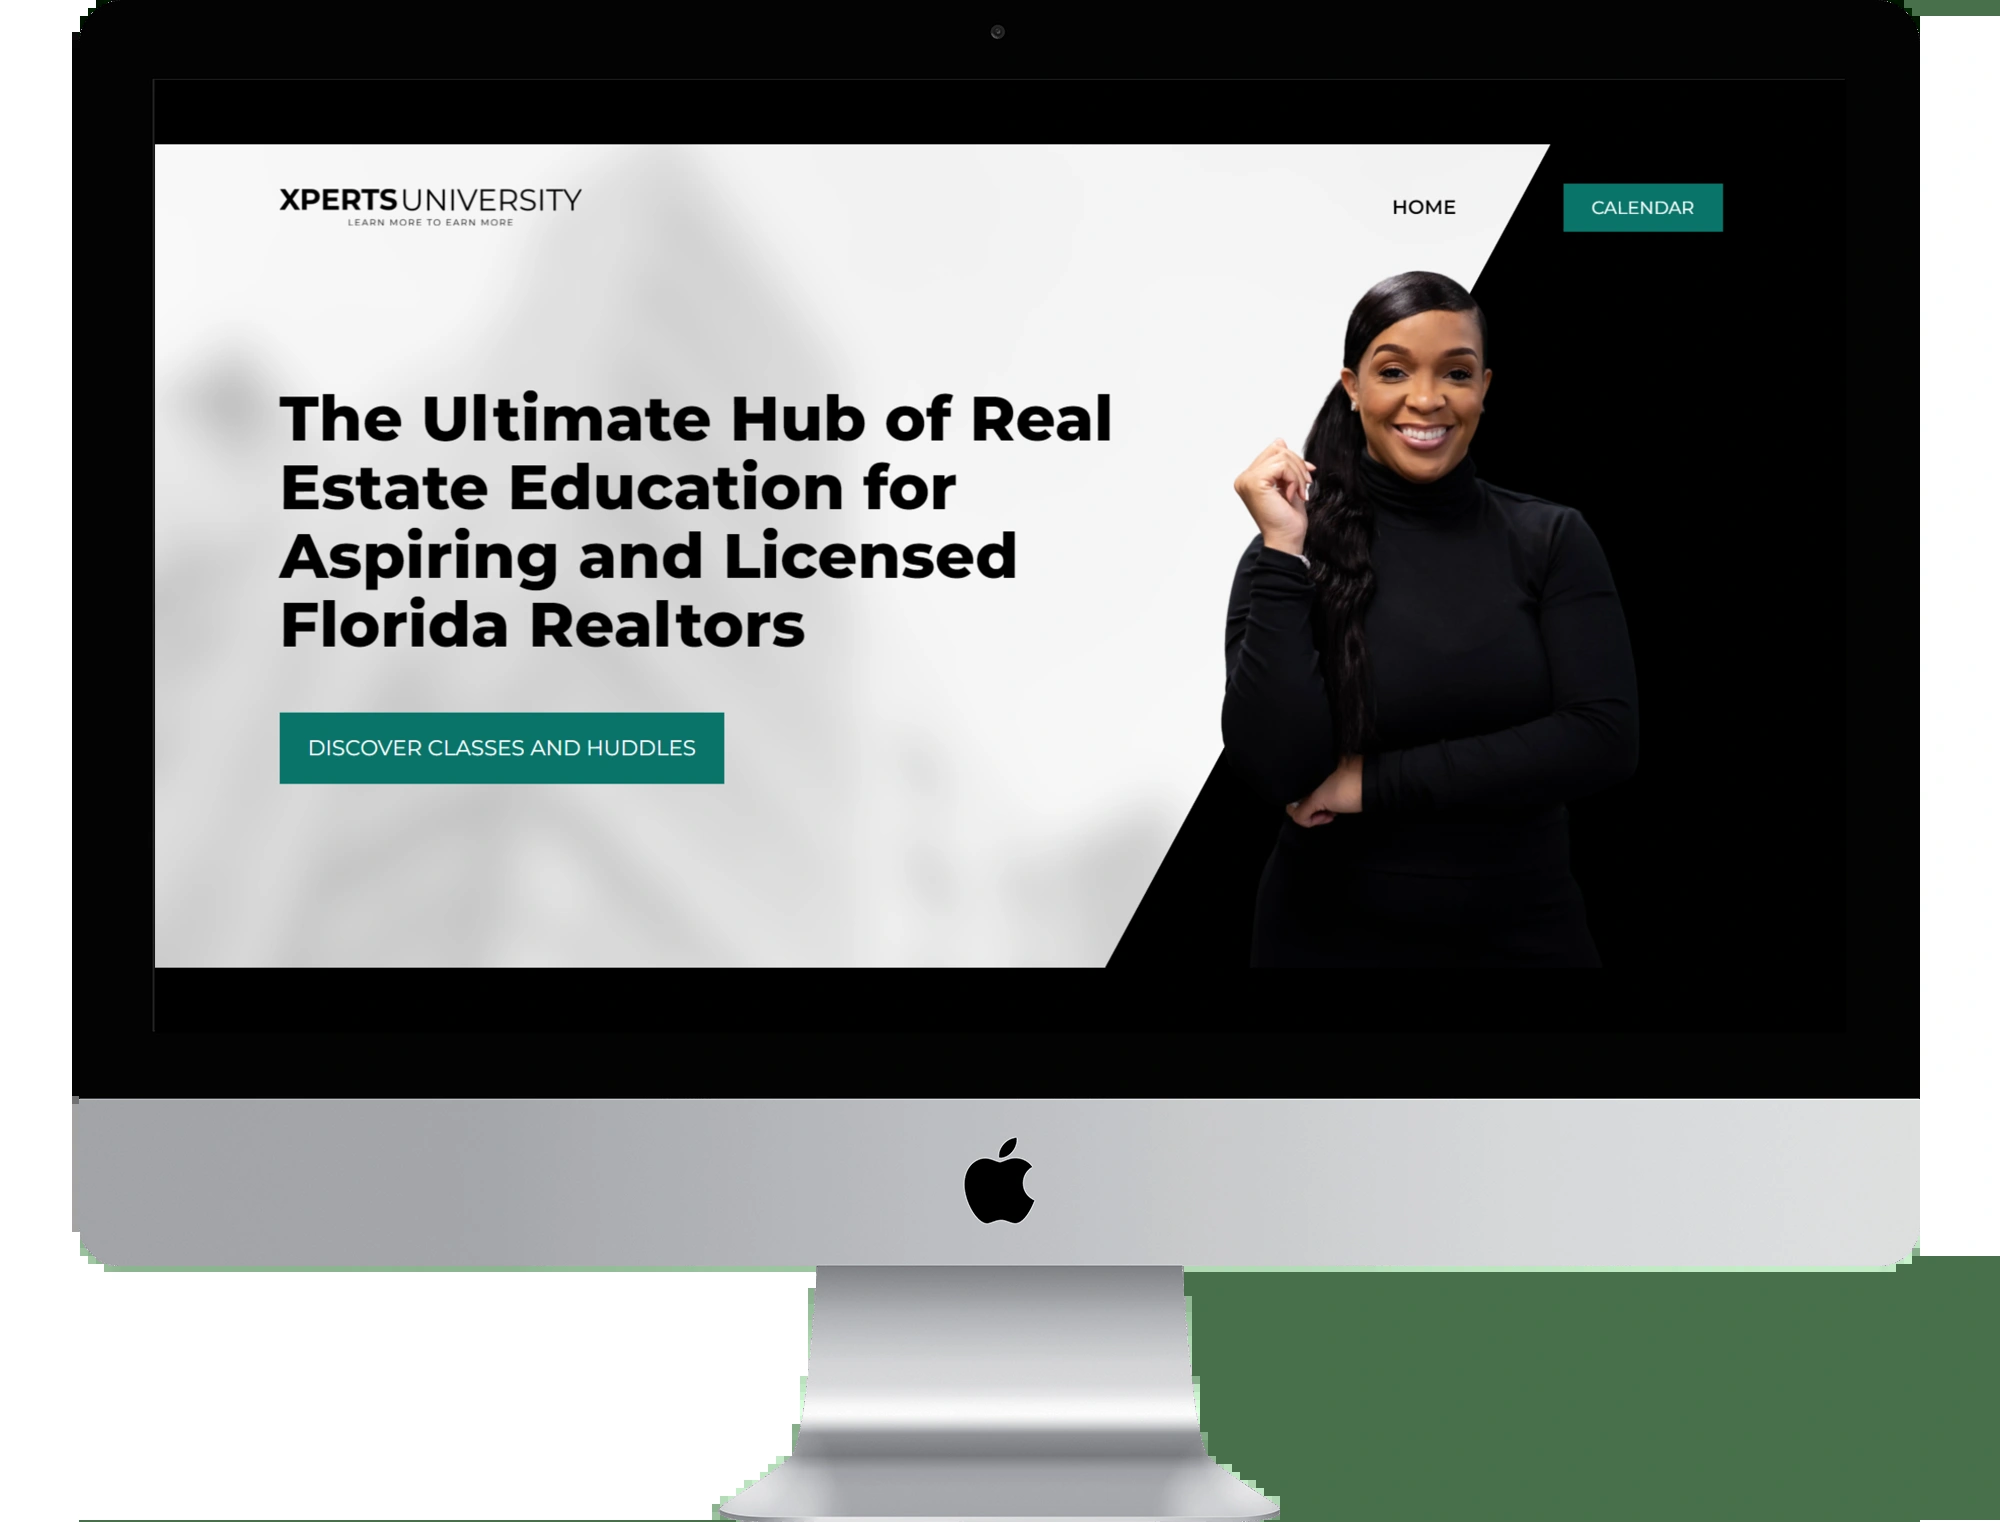 XPERTS UNIVERSITY
LEARN MORE TO EARN MORE
HOME
CALENDAR
The Ultimate Hub of Real
Estate Education for
Aspiring and Licensed
Florida Realtors
DISCOVER CLASSES AND HUDDLES